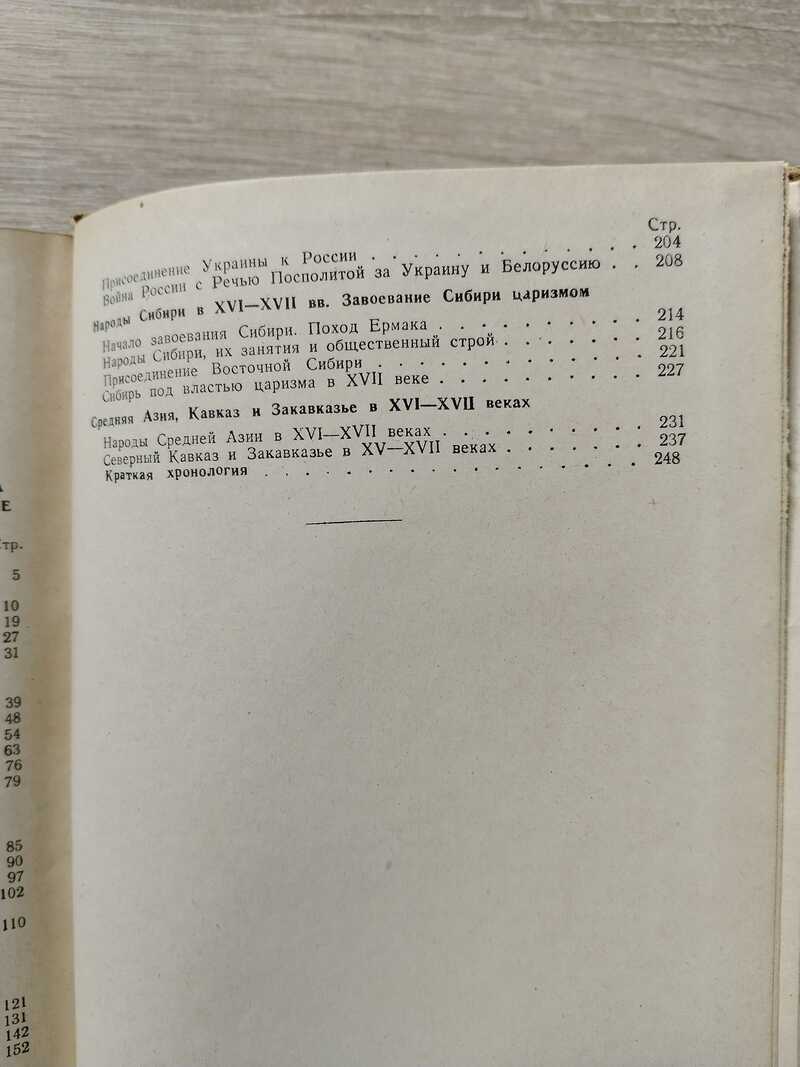 А
Е
тр.
5
10
19
27
31
39
48
54
63
76
79
85
90
97
102
110
121
131
142
152
Стр.
Присоединение Украины к России . . . . . . . . . . . 204
Война России с Речью Посполитой за Украину и Белоруссию . . 208
Народы Сибири в XVI—XVII вв. Завоевание Сибири царизмом
Начало завоевания Сибири. Поход Ермака . . . . . . . . . 214
Народы Сибири, их занятия и общественный строй . . . . . . . 216
Присоединение Восточной Сибири . . . . . . . . . . . 221
Сибирь под властью царизма в XVII веке . . . . . . . . . 227
Средняя Азия, Кавказ и Закавказье в XVI—XVII веках
Народы Средней Азии в XVI—XVII веках . . . . . . . . . . 231
Северный Кавказ и Закавказье в XV—XVII веках . . . . . . . 237
Краткая хронология . . . . . . . . . . . . . . . 248